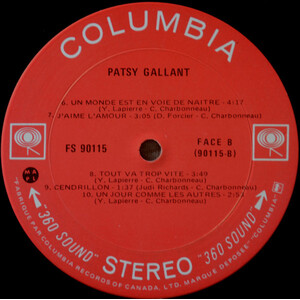 COLUMBIA
PATSY GALLANT
6. UN MONDE EST EN VOIE DE NAITRE - 4:17
(Y. Lapierre - C. Charbonneau)
7. J'AIME L'AMOUR - 3:05 (D. Forcier - C. Charbonneau)
FS 90115
FACE B
(90115-B)
8. TOUT VA TROP VITE - 3:49
(Y. Lapierre - C. Charbonneau)
9. CENDRILLON - 1:37 (Judi Richards - C. Charbonneau)
10. UN JOUR COMME LES AUTRES - 2:53
(Y. Lapierre - C. Charbonneau)
"360 SOUND" STEREO "360 SOUND"
"FABRIQUÉ PAR COLUMBIA RECORDS OF CANADA, LTD. MARQUE DEPOSEE "COLUMBIA"